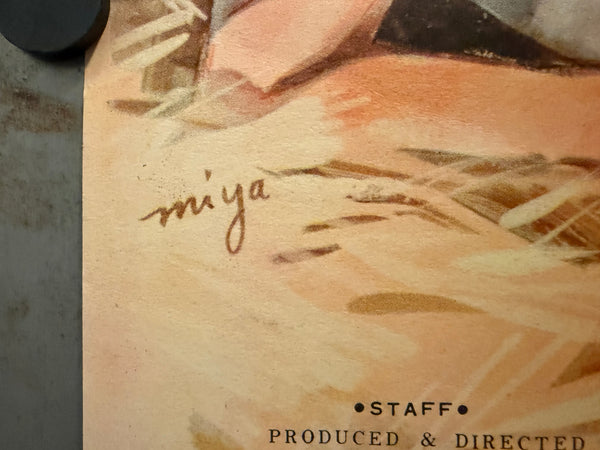 miya
•STAFF•
PRODUCED & DIRECTED